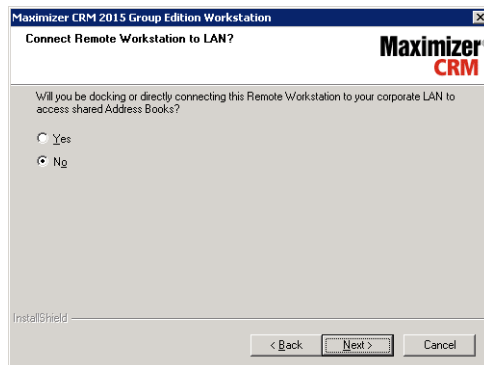 Maximizer CRM 2015 Group Edition Workstation
Connect Remote Workstation to LAN?
Maximizer
CRM
Will you be docking or directly connecting this Remote Workstation to your corporate LAN to
access shared Address Books?
Yes
No
InstallShield
< Back
Next >
Cancel